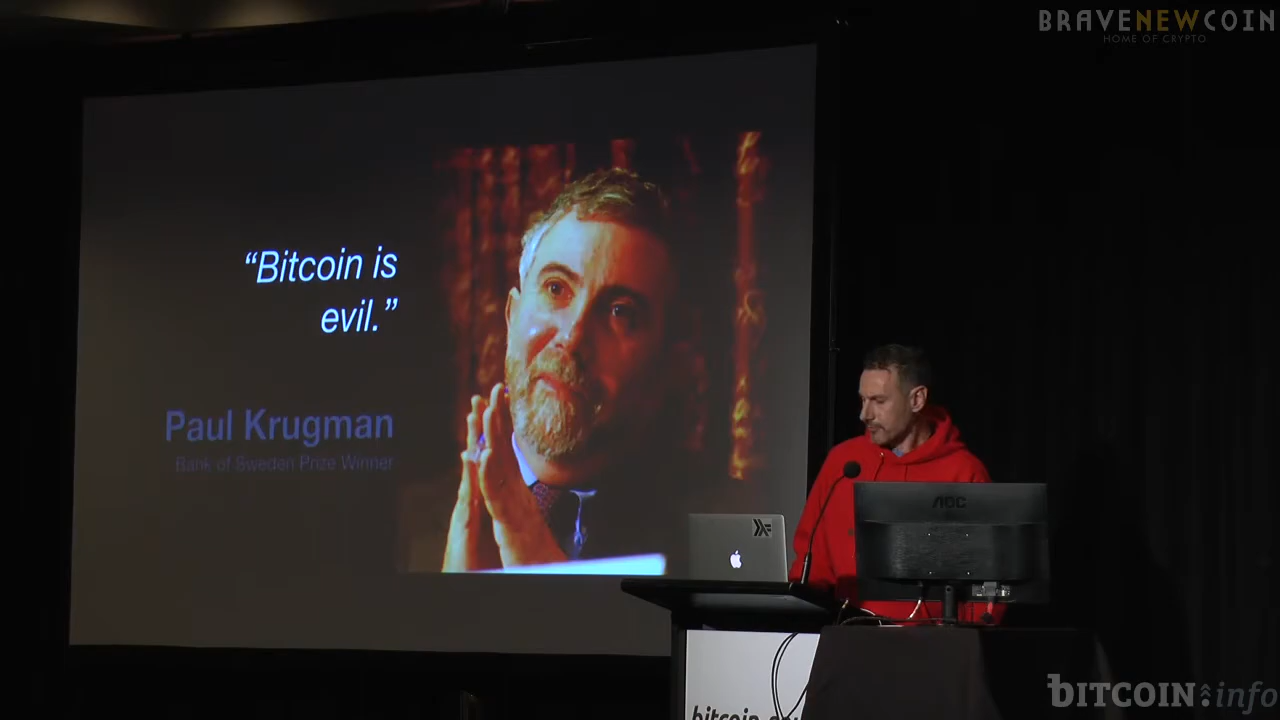 BRAVENEWCOIN
HOME OF CRYPTO
“Bitcoin is
evil.”
Paul Krugman
Bank of Sweden Prize Winner
AOC
BITCOIN info